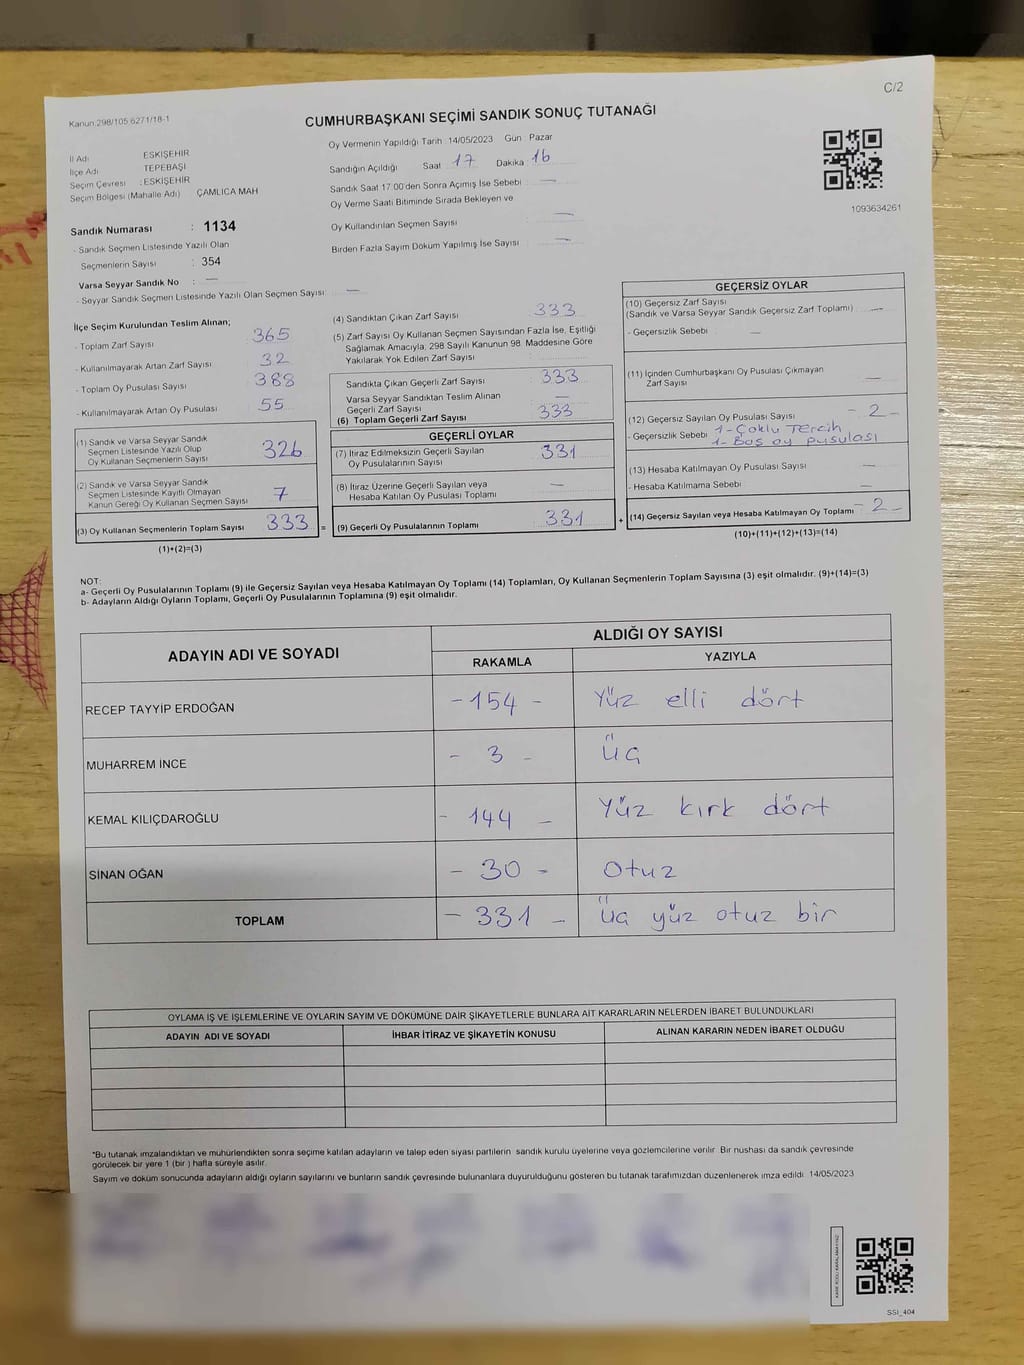 C/2
Kanun:298/105 6271/18-1
CUMHURBAŞKANI SEÇİMİ SANDIK SONUÇ TUTANAĞI
İl Adı ESKİŞEHİR
İlçe Adı TEPEBAŞI
Seçim Çevresi : ESKİŞEHİR
Seçim Bölgesi (Mahalle Adı) ÇAMLICA MAH
Sandık Numarası : 1134
- Sandık Seçmen Listesinde Yazılı Olan
Seçmenlerin Sayısı : 354
Varsa Seyyar Sandık No : —
- Seyyar Sandık Seçmen Listesinde Yazılı Olan Seçmen Sayısı: —
Oy Vermenin Yapıldığı Tarih 14/05/2023 Gün Pazar
Sandığın Açıldığı Saat 17 Dakika 16
Sandık Saat 17:00'den Sonra Açımış İse Sebebi : —
Oy Verme Saati Bitiminde Sırada Bekleyen ve
Oy Kullandırılan Seçmen Sayısı —
Birden Fazla Sayım Döküm Yapılmış İse Sayısı —
1093634261
İlçe Seçim Kurulundan Teslim Alınan;
- Toplam Zarf Sayısı 365
- Kullanılmayarak Artan Zarf Sayısı 32
- Toplam Oy Pusulası Sayısı 388
- Kullanılmayarak Artan Oy Pusulası 55
(1) Sandık ve Varsa Seyyar Sandık
Seçmen Listesinde Yazılı Olup
Oy Kullanan Seçmenlerin Sayısı 326
(2) Sandık ve Varsa Seyyar Sandık
Seçmen Listesinde Kayıtlı Olmayan
Kanun Gereği Oy Kullanan Seçmen Sayısı 7
(3) Oy Kullanan Seçmenlerin Toplam Sayısı 333 =
(1)+(2)=(3)
(4) Sandıktan Çıkan Zarf Sayısı 333
(5) Zarf Sayısı Oy Kullanan Seçmen Sayısından Fazla İse, Eşitliği
Sağlamak Amacıyla, 298 Sayılı Kanunun 98. Maddesine Göre
Yakılarak Yok Edilen Zarf Sayısı
Sandıkta Çıkan Geçerli Zarf Sayısı 333
Varsa Seyyar Sandıktan Teslim Alınan
Geçerli Zarf Sayısı —
(6) Toplam Geçerli Zarf Sayısı 333
GEÇERLİ OYLAR
(7) İtiraz Edilmeksizin Geçerli Sayılan
Oy Pusulalarının Sayısı 331
(8) İtiraz Üzerine Geçerli Sayılan veya
Hesaba Katılan Oy Pusulası Toplamı —
(9) Geçerli Oy Pusulalarının Toplamı 331 +
GEÇERSİZ OYLAR
(10) Geçersiz Zarf Sayısı
(Sandık ve Varsa Seyyar Sandık Geçersiz Zarf Toplamı) —
- Geçersizlik Sebebi : —
(11) İçinden Cumhurbaşkanı Oy Pusulası Çıkmayan
Zarf Sayısı —
(12) Geçersiz Sayılan Oy Pusulası Sayısı - 2 -
- Geçersizlik Sebebi 1-Çoklu Tercih
1-Boş oy pusulası
(13) Hesaba Katılmayan Oy Pusulası Sayısı —
- Hesaba Katılmama Sebebi : —
(14) Geçersiz Sayılan veya Hesaba Katılmayan Oy Toplamı - 2 -
(10)+(11)+(12)+(13)=(14)
NOT:
a- Geçerli Oy Pusulalarının Toplamı (9) ile Geçersiz Sayılan veya Hesaba Katılmayan Oy Toplamı (14) Toplamları, Oy Kullanan Seçmenlerin Toplam Sayısına (3) eşit olmalıdır. (9)+(14)=(3)
b- Adayların Aldığı Oyların Toplamı, Geçerli Oy Pusulalarının Toplamına (9) eşit olmalıdır.
ADAYIN ADI VE SOYADI ALDIĞI OY SAYISI
RAKAMLA YAZIYLA
RECEP TAYYİP ERDOĞAN - 154 - Yüz elli dört
MUHARREM İNCE - 3 - Üç
KEMAL KILIÇDAROĞLU - 144 - Yüz kırk dört
SİNAN OĞAN - 30 - Otuz
TOPLAM - 331 - Üç yüz otuz bir
OYLAMA İŞ VE İŞLEMLERİNE VE OYLARIN SAYIM VE DÖKÜMÜNE DAİR ŞİKAYETLERLE BUNLARA AİT KARARLARIN NELERDEN İBARET BULUNDUKLARI
ADAYIN ADI VE SOYADI İHBAR İTİRAZ VE ŞİKAYETİN KONUSU ALINAN KARARIN NEDEN İBARET OLDUĞU
*Bu tutanak imzalandıktan ve mühürlendikten sonra seçime katılan adayların ve talep eden siyasi partilerin sandık kurulu üyelerine veya gözlemcilerine verilir. Bir nüshası da sandık çevresinde
görülecek bir yere 1 (bir ) hafta süreyle asılır.
Sayım ve döküm sonucunda adayların aldığı oyların sayılarını ve bunların sandık çevresinde bulunanlara duyurulduğunu gösteren bu tutanak tarafımızdan düzenlenerek imza edildi. 14/05/2023
KARE KODU KARALAMAYINIZ
SSI_404